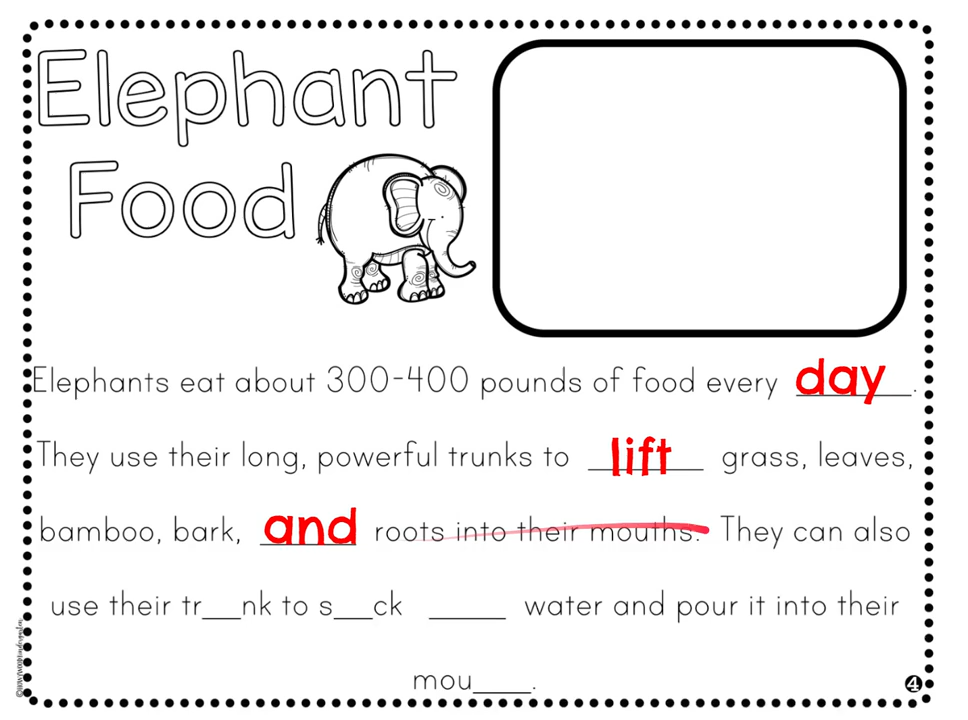 Elephant
Food
Elephants eat about 300-400 pounds of food every day.
They use their long, powerful trunks to lift grass, leaves,
bamboo, bark, and roots into their mouths. They can also
use their tr__nk to s__ck ____ water and pour it into their
mou___.
4